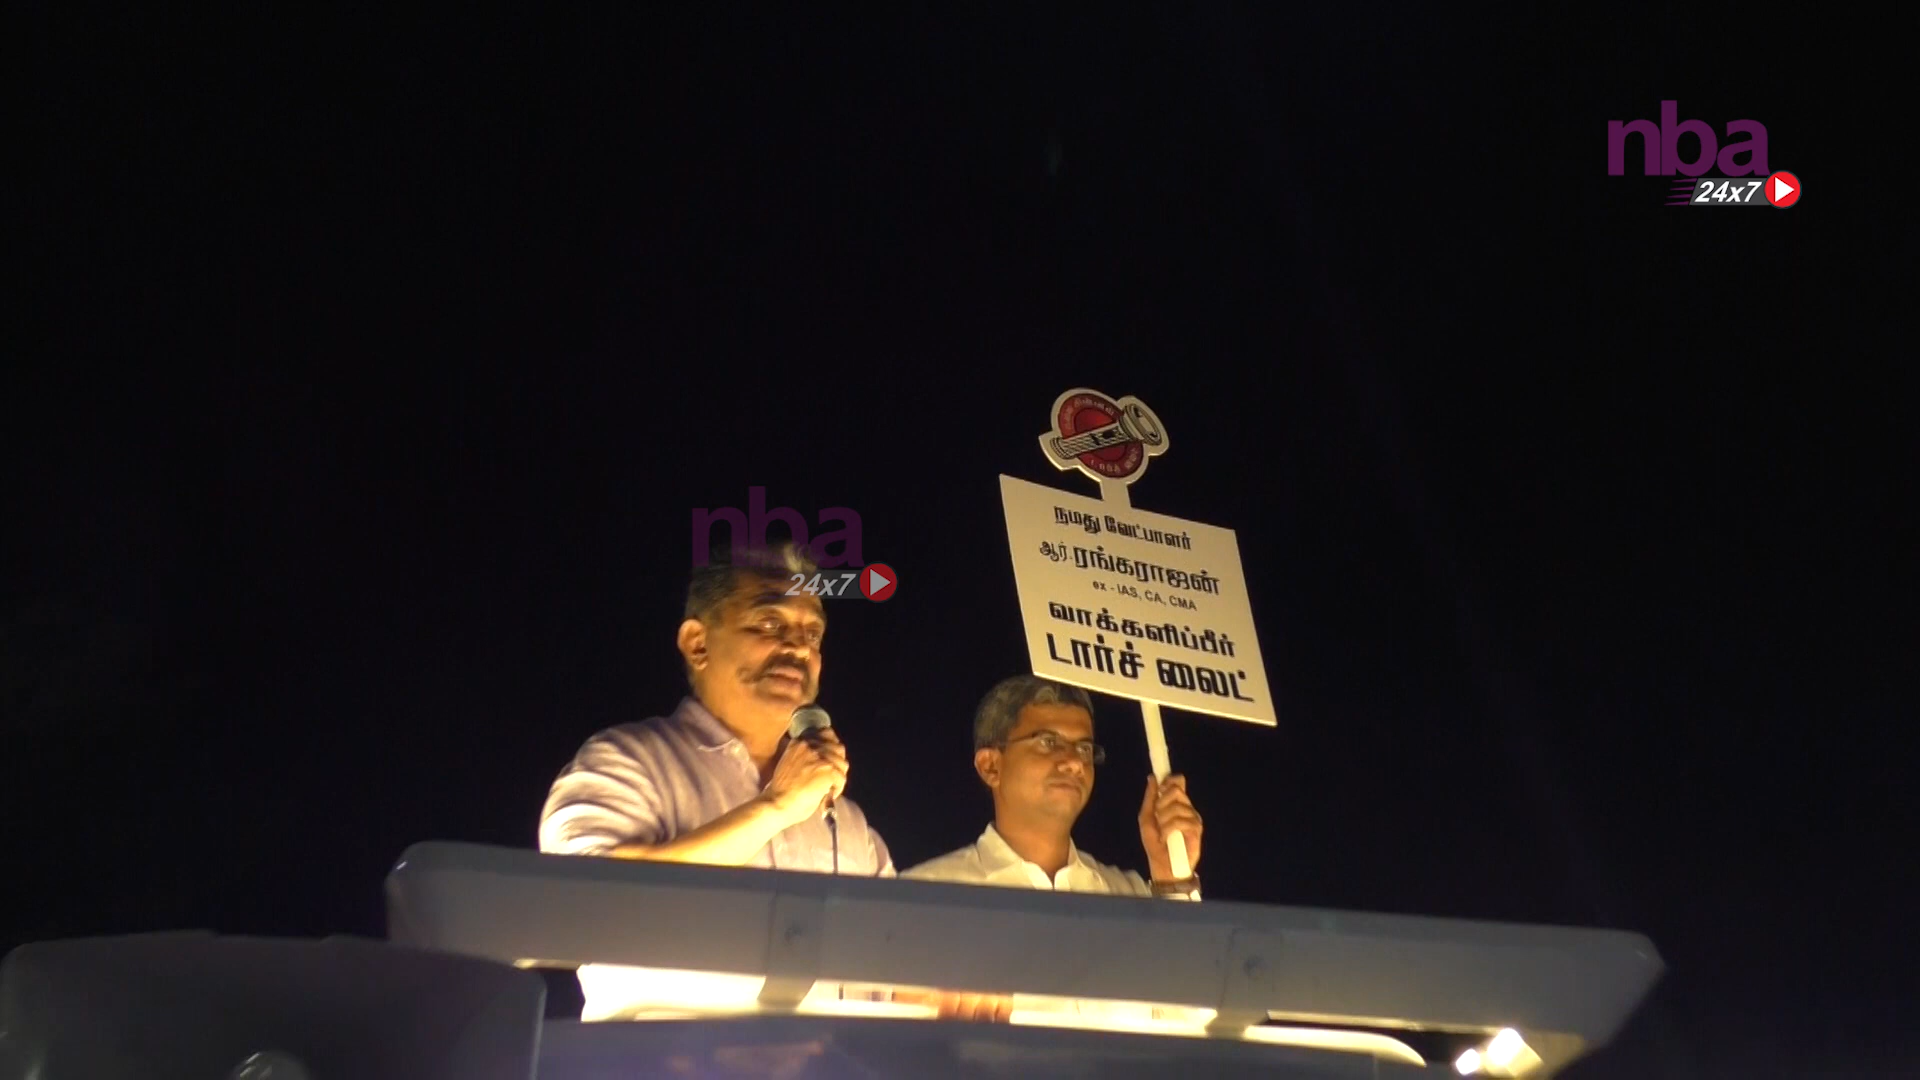 nba
24x7
நமது வேட்பாளர்
ஆர்.ரங்கராஜன்
ex - IAS, CA, CMA
வாக்களிப்பீர்
டார்ச் லைட்
nba
24x7